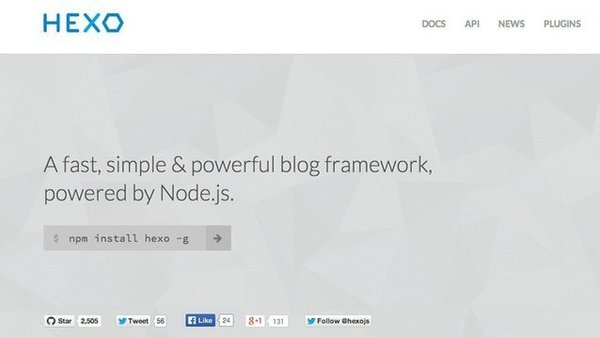 HEXO
DOCS API NEWS PLUGINS
A fast, simple & powerful blog framework,
powered by Node.js.
$ npm install hexo -g
Star 2,505 Tweet 56 Like 24 g+1 131 Follow @hexojs